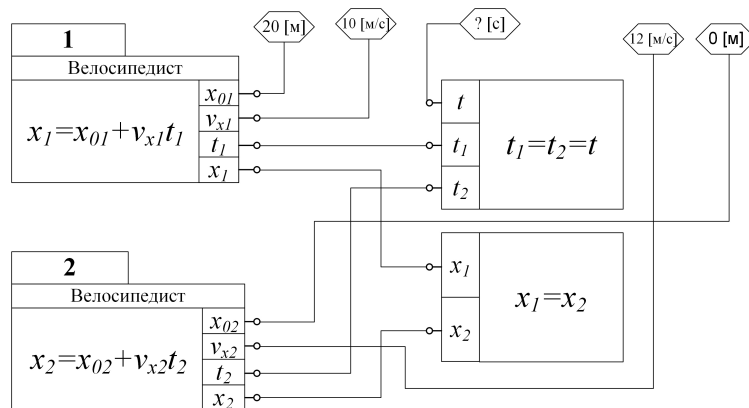 20 [м]
10 [м/с]
? [с]
12 [м/с]
0 [м]
1
Велосипедист
x₁=x₀₁+vₓ₁t₁
x₀₁
vₓ₁
t₁
x₁
t
t₁
t₂
t₁=t₂=t
2
Велосипедист
x₂=x₀₂+vₓ₂t₂
x₀₂
vₓ₂
t₂
x₂
x₁
x₂
x₁=x₂